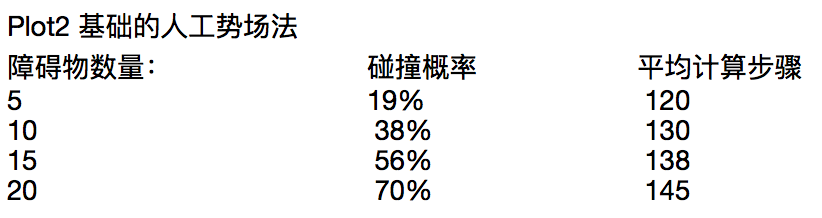 Plot2 基础的人工势场法
障碍物数量： 碰撞概率 平均计算步骤
5 19% 120
10 38% 130
15 56% 138
20 70% 145